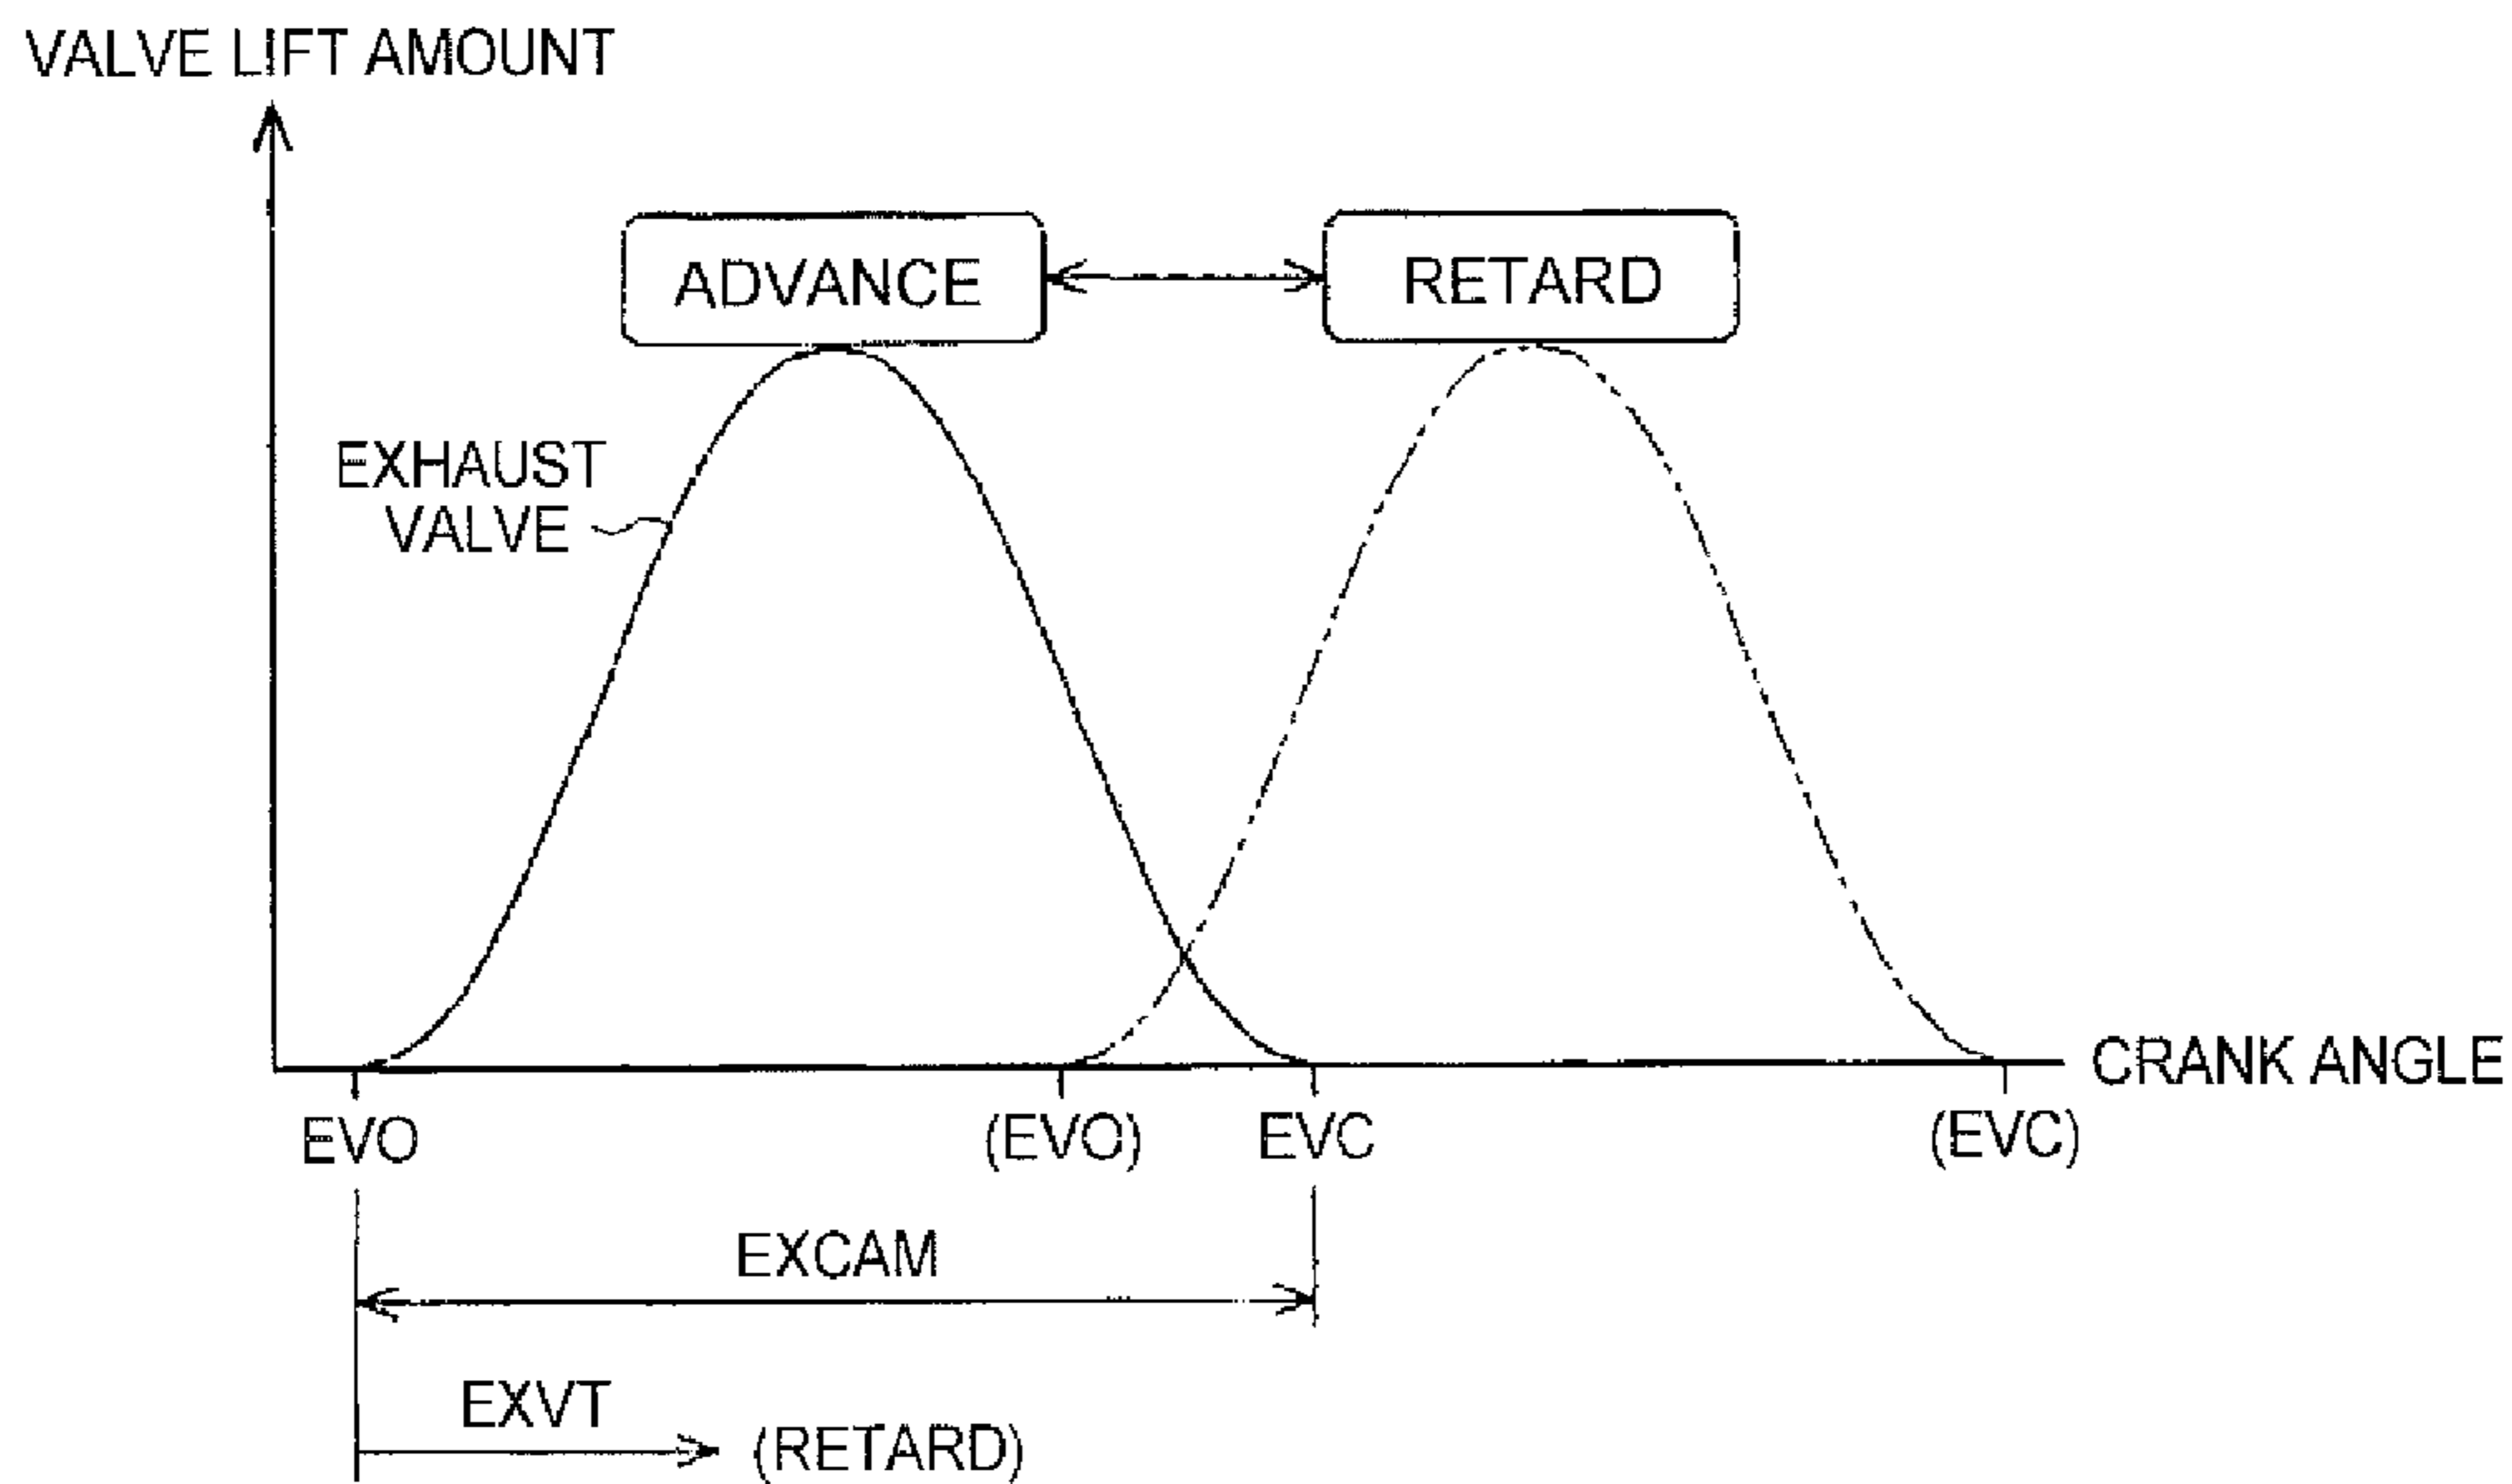 VALVE LIFT AMOUNT
ADVANCE
RETARD
EXHAUST
VALVE
CRANK ANGLE
EVO
(EVO)
EVC
(EVC)
EXCAM
EXVT
(RETARD)